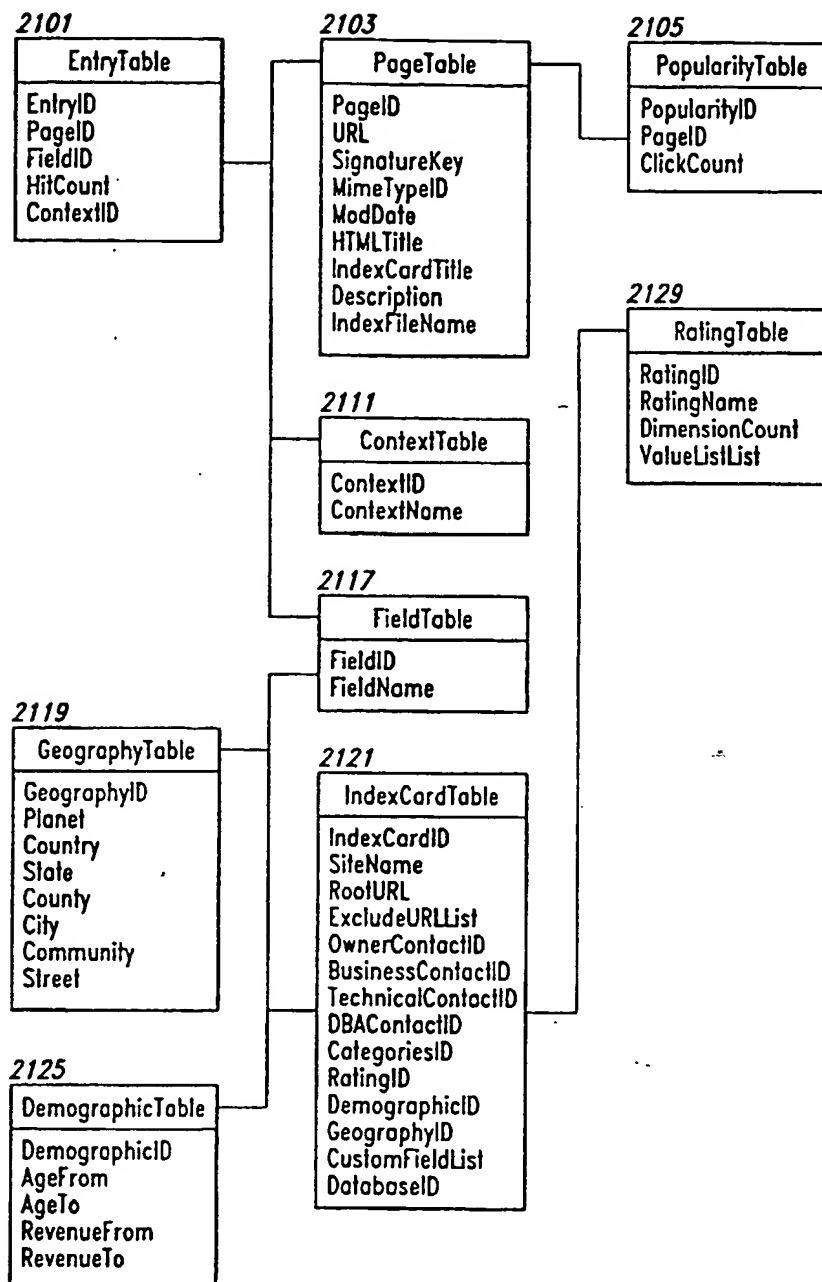 2101
EntryTable
EntryID
PageID
FieldID
HitCount
ContextID
2103
PageTable
PageID
URL
SignatureKey
MimeTypeID
ModDate
HTMLTitle
IndexCardTitle
Description
IndexFileName
2105
PopularityTable
PopularityID
PageID
ClickCount
2129
RatingTable
RatingID
RatingName
DimensionCount
ValueListList
2111
ContextTable
ContextID
ContextName
2117
FieldTable
FieldID
FieldName
2119
GeographyTable
GeographyID
Planet
Country
State
County
City
Community
Street
2121
IndexCardTable
IndexCardID
SiteName
RootURL
ExcludeURLList
OwnerContactID
BusinessContactID
TechnicalContactID
DBAContactID
CategoriesID
RatingID
DemographicID
GeographyID
CustomFieldList
DatabaseID
2125
DemographicTable
DemographicID
AgeFrom
AgeTo
RevenueFrom
RevenueTo